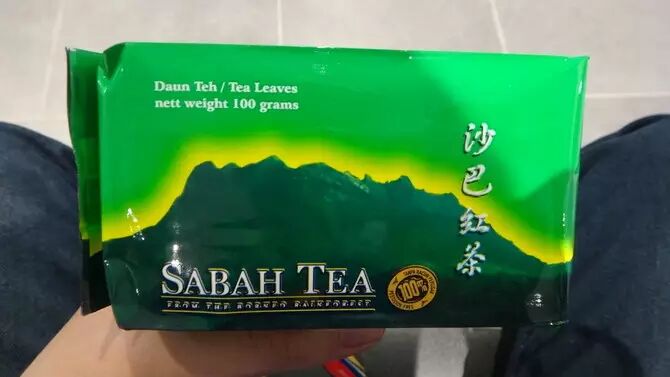 Daun Teh / Tea Leaves
nett weight 100 grams
沙巴红茶
SABAH TEA
FROM THE BORNEO RAINFOREST
100%